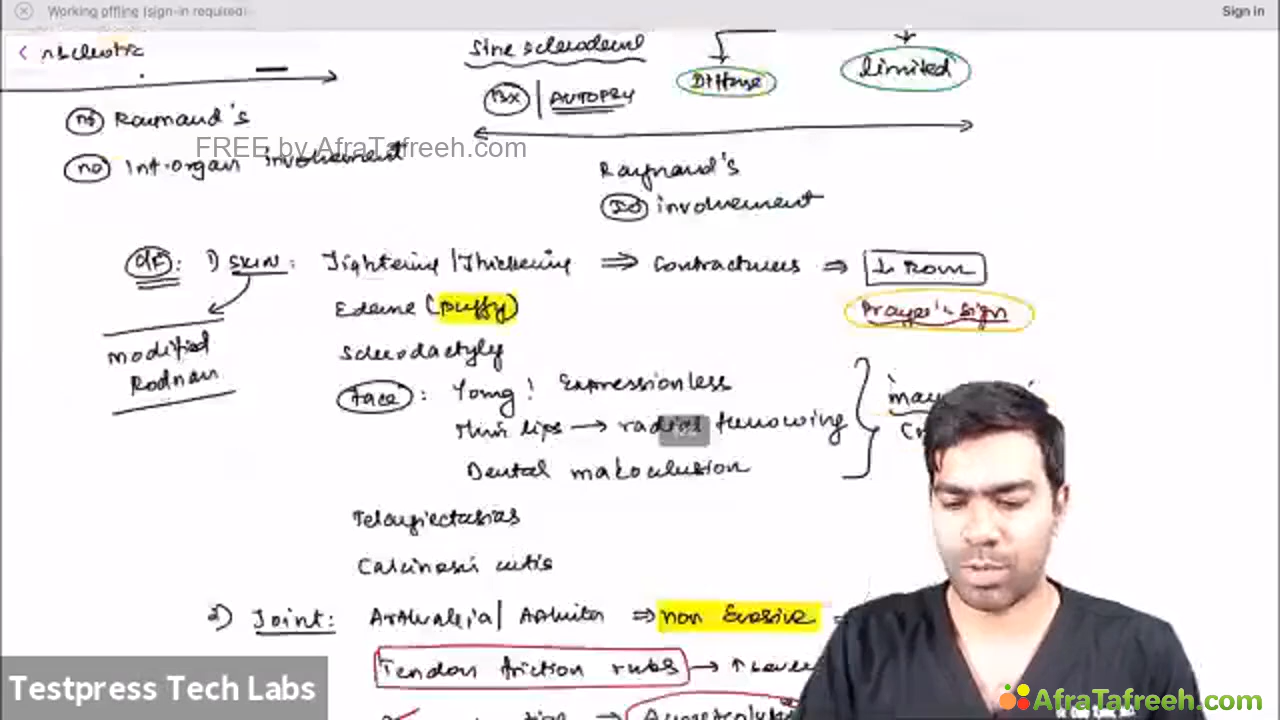 Working offline (sign-in required)
Sign in
Sine scleroderma
Diffuse
limited
Bx | AUTOPSY
no Raynaud's
FREE by AfraTafreeh.com
no Int. organ involvement
Raynaud's
IO involvement
C/F: 1) SKIN: Tightening / Thickening ⇒ Contractures ⇒ ↓ ROM
Edema (puffy)
Prayer's sign
modified
Rodnan
Sclerodactyly
Face: Young! Expressionless
Thin lips → radial furrowing
Dental malocclusion
Telangiectasias
Calcinosis cutis
2) Joint: Arthralgia / Arthritis ⇒ non Erosive
Tendon friction rubs →
Testpress Tech Labs
AfraTafreeh.com